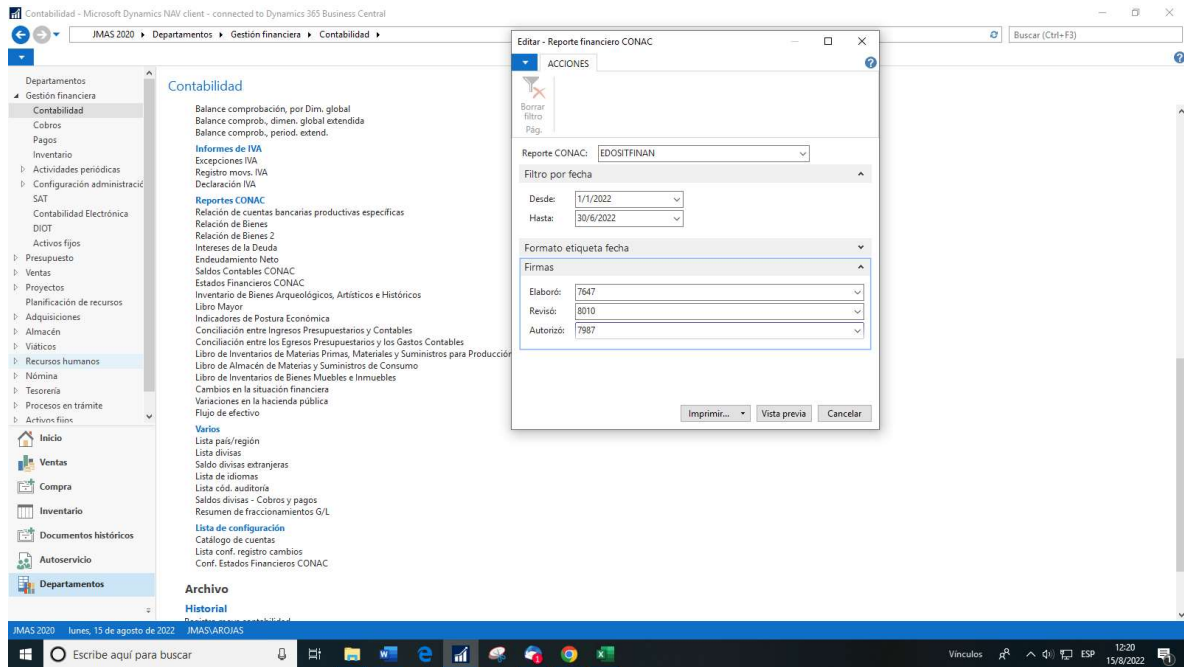 Contabilidad - Microsoft Dynamics NAV client - connected to Dynamics 365 Business Central
JMAS 2020 Departamentos Gestión financiera Contabilidad
Buscar (Ctrl+F3)
Departamentos
Gestión financiera
Contabilidad
Cobros
Pagos
Inventario
Actividades periódicas
Configuración administració
SAT
Contabilidad Electrónica
DIOT
Activos fijos
Presupuesto
Ventas
Proyectos
Planificación de recursos
Adquisiciones
Almacén
Viáticos
Recursos humanos
Nómina
Tesorería
Procesos en trámite
Activos fijos
Inicio
Ventas
Compra
Inventario
Documentos históricos
Autoservicio
Departamentos
Contabilidad
Balance comprobación, por Dim. global
Balance comprob., dimen. global extendida
Balance comprob., period. extend.
Informes de IVA
Excepciones IVA
Registro movs. IVA
Declaración IVA
Reportes CONAC
Relación de cuentas bancarias productivas específicas
Relación de Bienes
Relación de Bienes 2
Intereses de la Deuda
Endeudamiento Neto
Saldos Contables CONAC
Estados Financieros CONAC
Inventario de Bienes Arqueológicos, Artísticos e Históricos
Libro Mayor
Indicadores de Postura Económica
Conciliación entre Ingresos Presupuestarios y Contables
Conciliación entre los Egresos Presupuestarios y los Gastos Contables
Libro de Inventarios de Materias Primas, Materiales y Suministros para Producción
Libro de Almacén de Materias y Suministros de Consumo
Libro de Inventarios de Bienes Muebles e Inmuebles
Cambios en la situación financiera
Variaciones en la hacienda pública
Flujo de efectivo
Varios
Lista país/región
Lista divisas
Saldo divisas extranjeras
Lista de idiomas
Lista cód. auditoría
Saldos divisas - Cobros y pagos
Resumen de fraccionamientos G/L
Lista de configuración
Catálogo de cuentas
Lista conf. registro cambios
Conf. Estados Financieros CONAC
Archivo
Historial
Editar - Reporte financiero CONAC
ACCIONES
Borrar
filtro
Pág.
Reporte CONAC: EDOSITFINAN
Filtro por fecha
Desde: 1/1/2022
Hasta: 30/6/2022
Formato etiqueta fecha
Firmas
Elaboró: 7647
Revisó: 8010
Autorizó: 7987
Imprimir... Vista previa Cancelar
JMAS 2020 lunes, 15 de agosto de 2022 JMAS\AROJAS
Escribe aquí para buscar
Vínculos ESP 12:20
15/8/2022